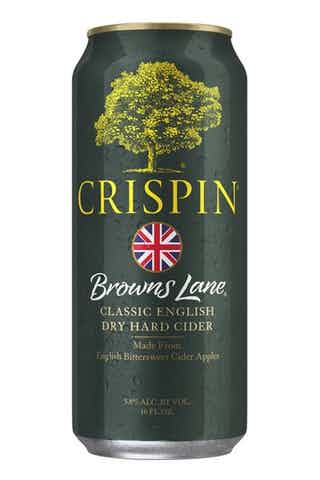 CRISPIN
Browns Lane®
CLASSIC ENGLISH
DRY HARD CIDER
Made From
English Bittersweet Cider Apples
5.8% ALC. BY VOL.
16 FL. OZ.